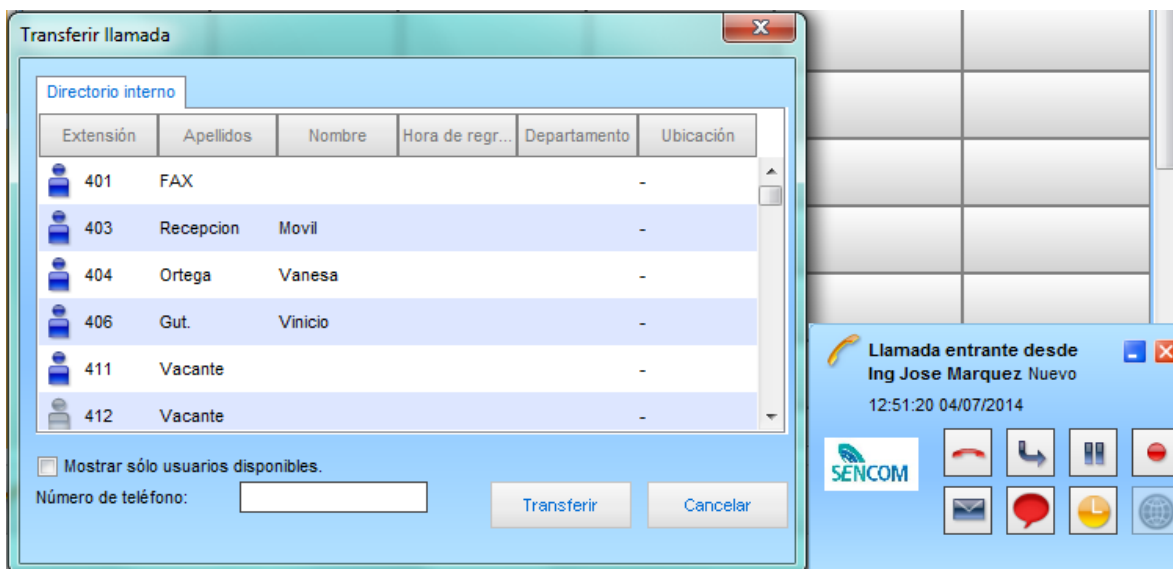 Transferir llamada
Directorio interno
Extensión Apellidos Nombre Hora de regr... Departamento Ubicación
401 FAX -
403 Recepcion Movil -
404 Ortega Vanesa -
406 Gut. Vinicio -
411 Vacante -
412 Vacante -
Mostrar sólo usuarios disponibles.
Número de teléfono:
Transferir Cancelar
Llamada entrante desde
Ing Jose Marquez Nuevo
12:51:20 04/07/2014
SENCOM